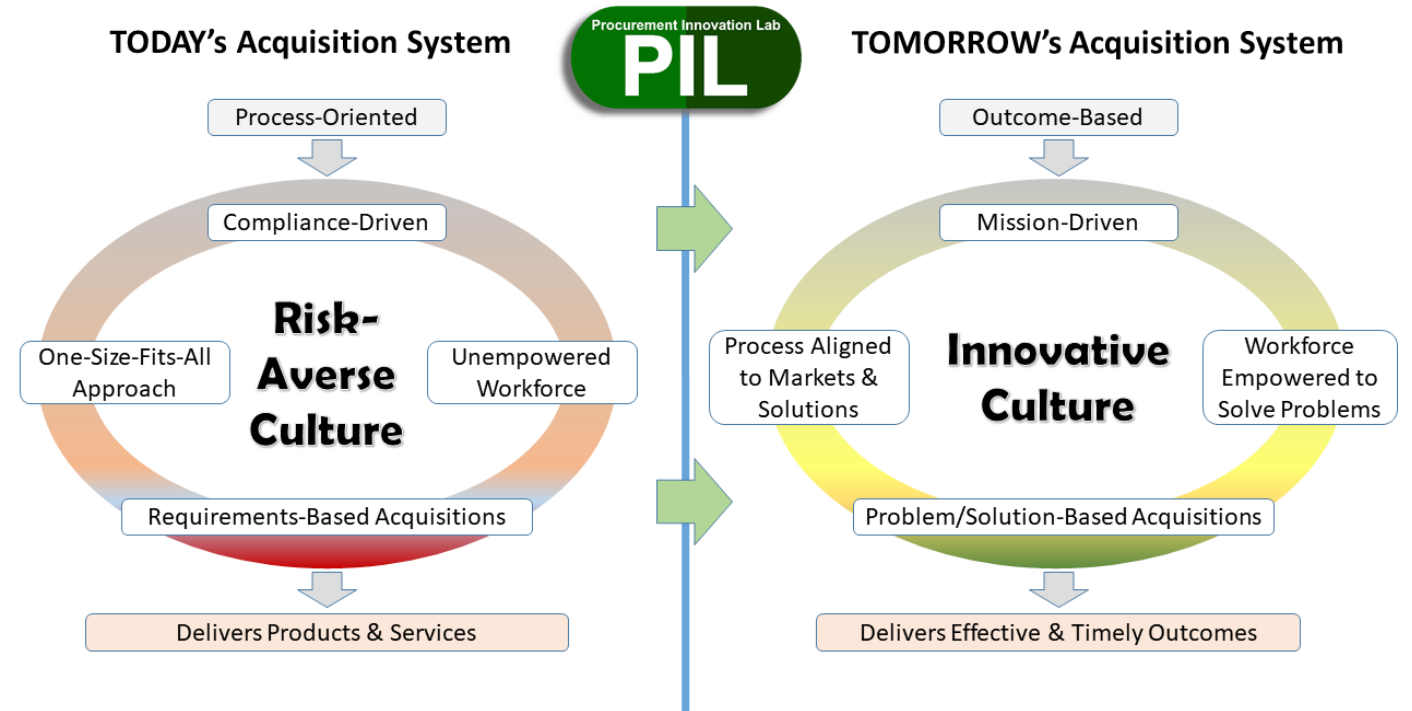 TODAY's Acquisition System
Process-Oriented
Compliance-Driven
One-Size-Fits-All
Approach
Risk-
Averse
Culture
Unempowered
Workforce
Requirements-Based Acquisitions
Delivers Products & Services
Procurement Innovation Lab
PIL
TOMORROW's Acquisition System
Outcome-Based
Mission-Driven
Process Aligned
to Markets &
Solutions
Innovative
Culture
Workforce
Empowered to
Solve Problems
Problem/Solution-Based Acquisitions
Delivers Effective & Timely Outcomes